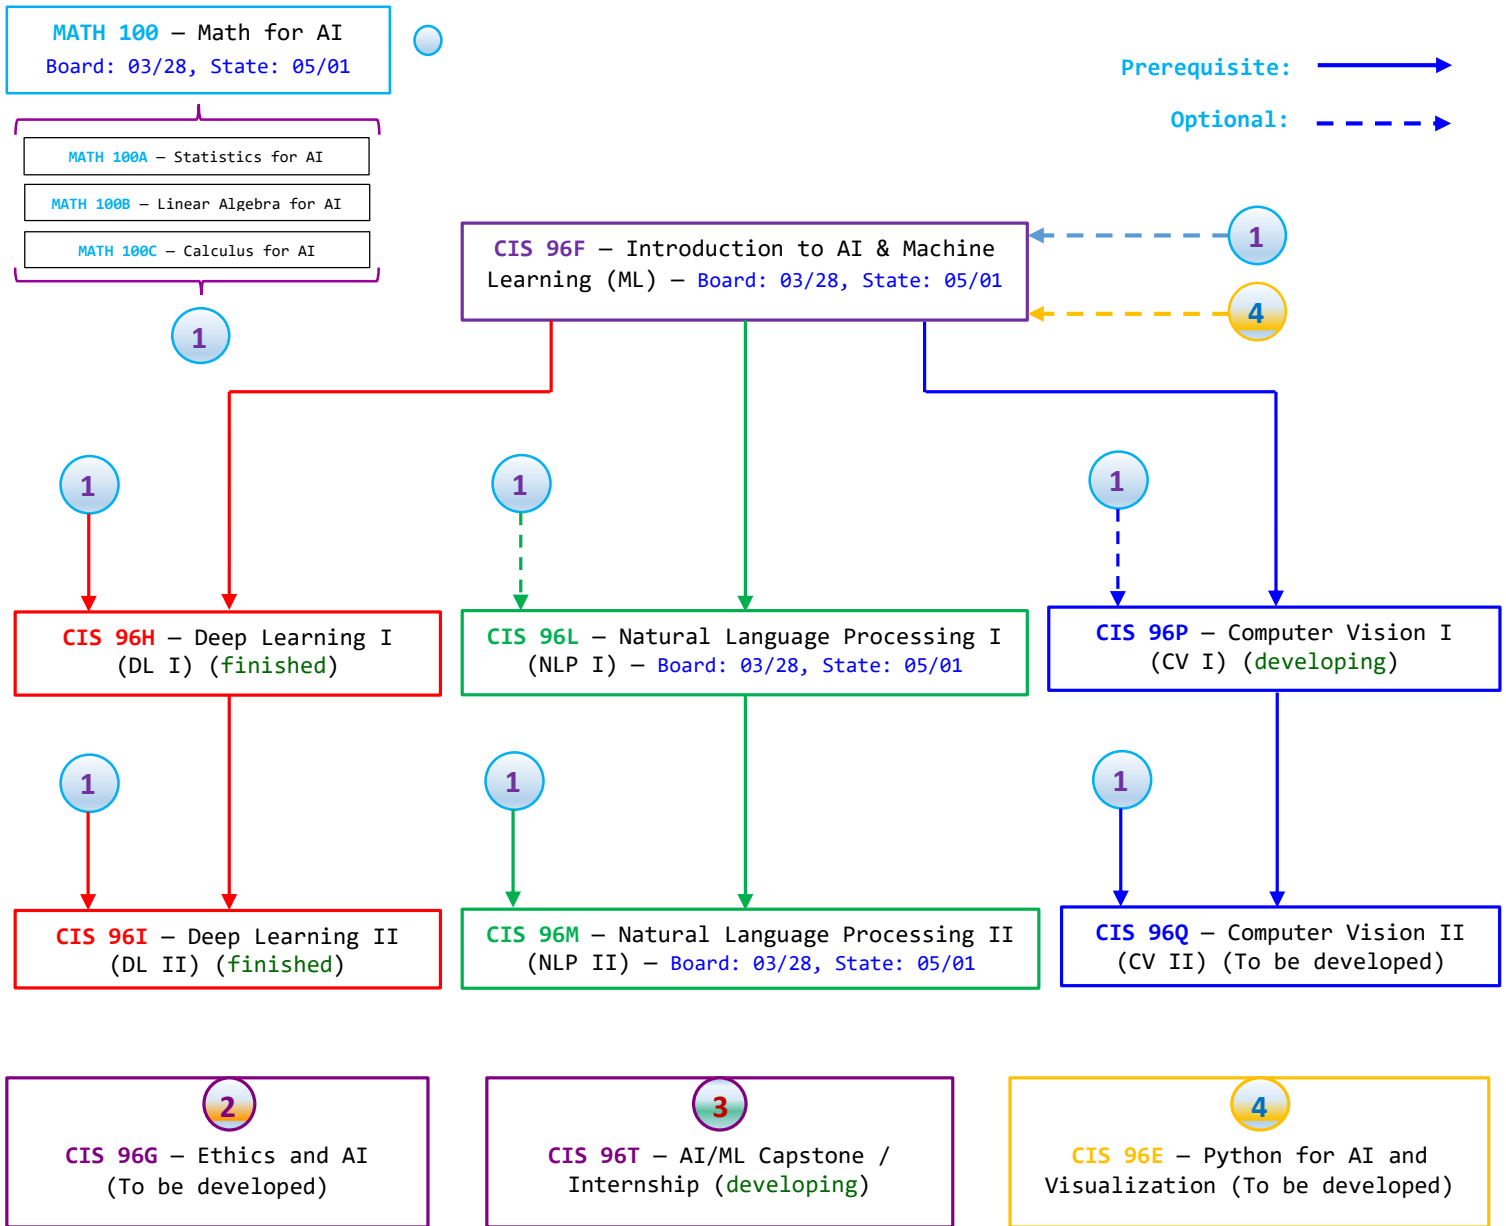 MATH 100 – Math for AI
Board: 03/28, State: 05/01
Prerequisite:
Optional:
MATH 100A – Statistics for AI
MATH 100B – Linear Algebra for AI
MATH 100C – Calculus for AI
1
CIS 96F – Introduction to AI & Machine
Learning (ML) – Board: 03/28, State: 05/01
1
4
1
1
1
CIS 96H – Deep Learning I
(DL I) (finished)
CIS 96L – Natural Language Processing I
(NLP I) – Board: 03/28, State: 05/01
CIS 96P – Computer Vision I
(CV I) (developing)
1
1
1
CIS 96I – Deep Learning II
(DL II) (finished)
CIS 96M – Natural Language Processing II
(NLP II) – Board: 03/28, State: 05/01
CIS 96Q – Computer Vision II
(CV II) (To be developed)
2
CIS 96G – Ethics and AI
(To be developed)
3
CIS 96T – AI/ML Capstone /
Internship (developing)
4
CIS 96E – Python for AI and
Visualization (To be developed)